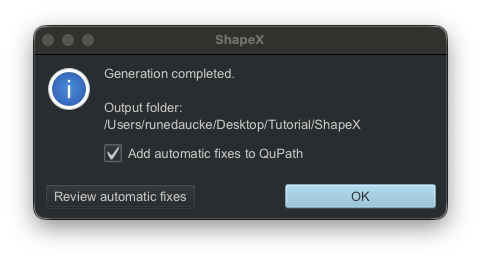 ShapeX
Generation completed.
Output folder:
/Users/runedaucke/Desktop/Tutorial/ShapeX
Add automatic fixes to QuPath
Review automatic fixes
OK